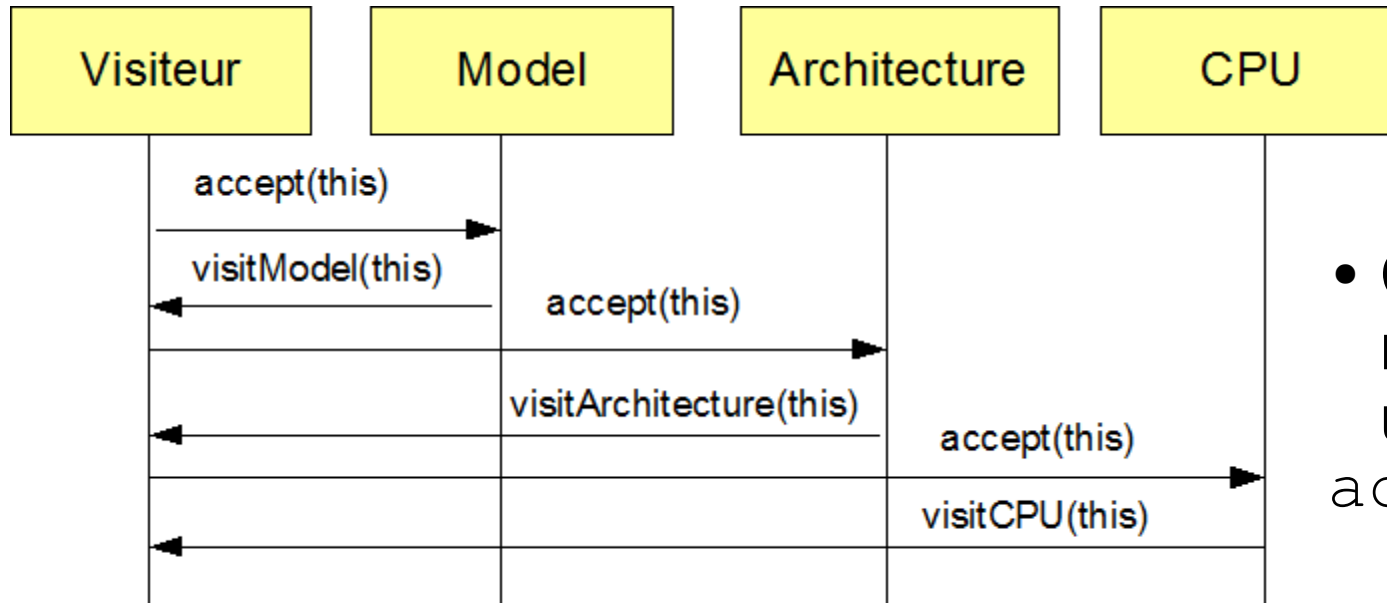 Visiteur Model Architecture CPU
accept(this)
visitModel(this)
accept(this)
visitArchitecture(this)
accept(this)
visitCPU(this)